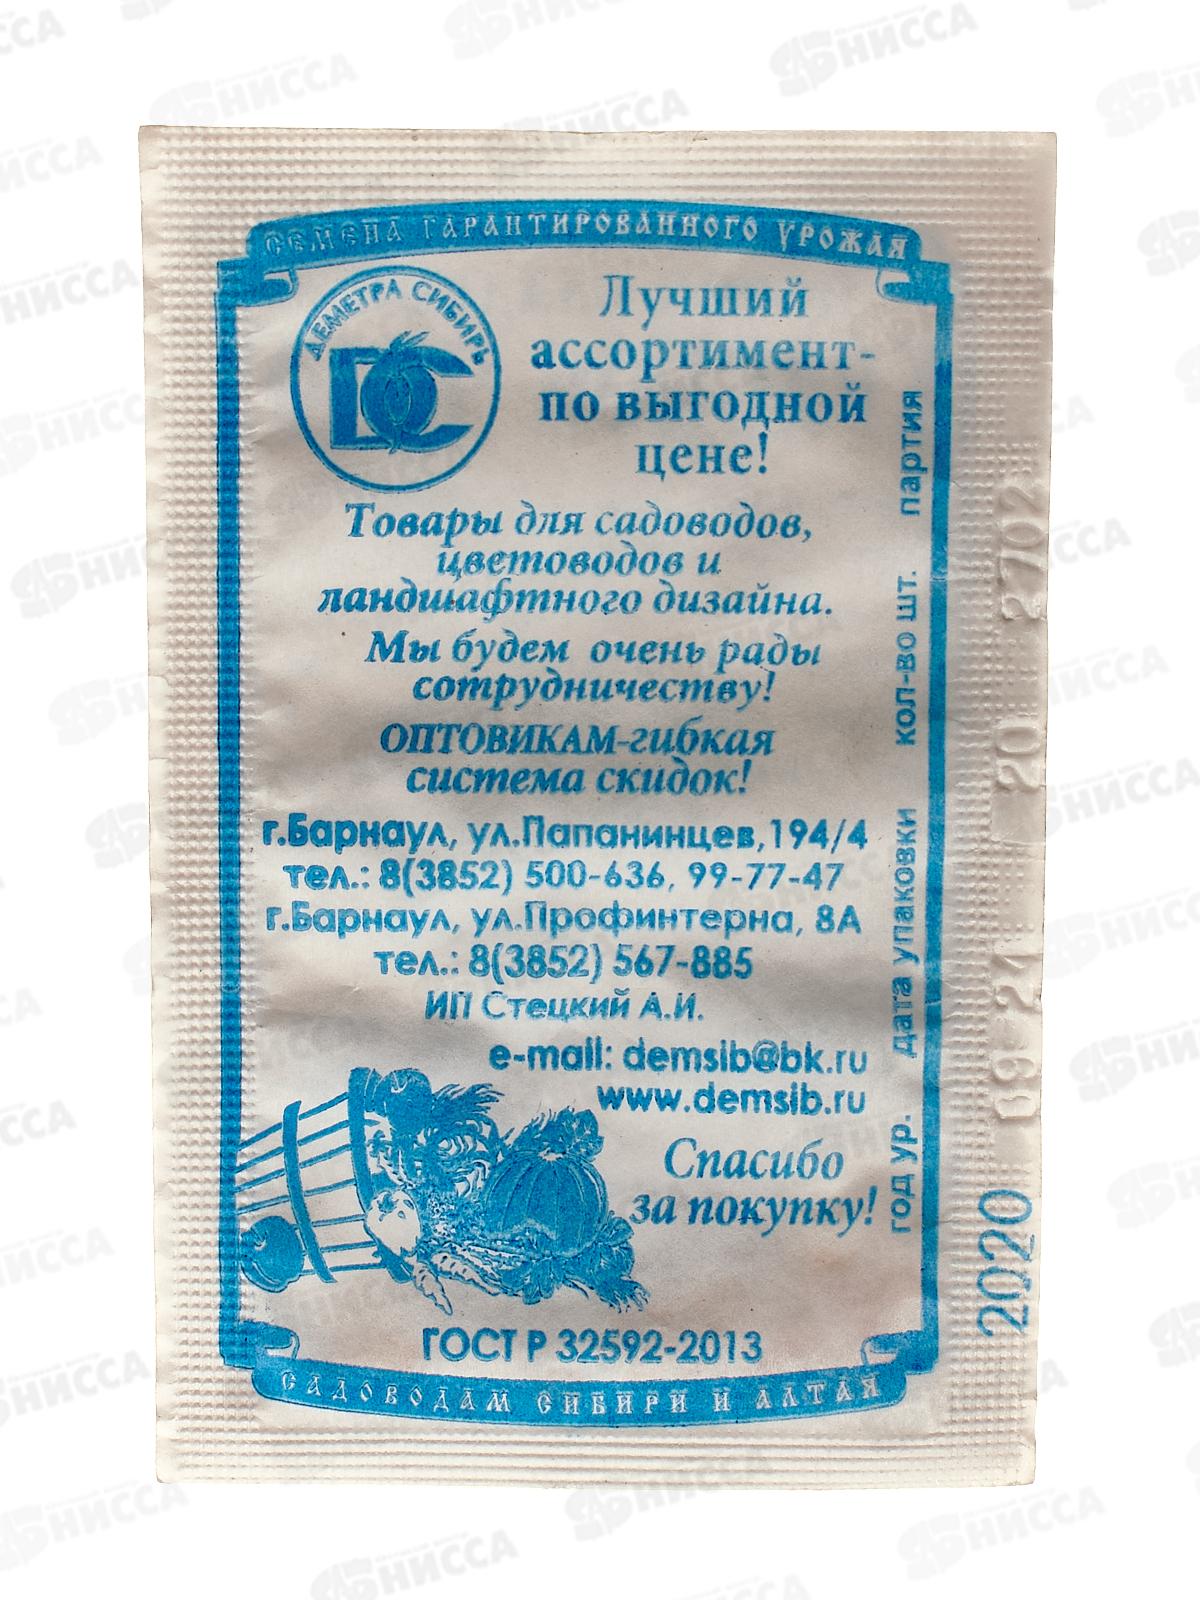 СЕМЕНА ГАРАНТИРОВАННОГО УРОЖАЯ
ДЕМЕТРА СИБИРЬ
ДС
Лучший
ассортимент-
по выгодной
цене!
Товары для садоводов,
цветоводов и
ландшафтного дизайна.
Мы будем очень рады
сотрудничеству!
ОПТОВИКАМ-гибкая
система скидок!
г.Барнаул, ул.Папанинцев,194/4
тел.: 8(3852) 500-636, 99-77-47
г.Барнаул, ул.Профинтерна, 8А
тел.: 8(3852) 567-885
ИП Стецкий А.И.
e-mail: demsib@bk.ru
www.demsib.ru
Спасибо
за покупку!
ГОСТ Р 32592-2013
САДОВОДАМ СИБИРИ И АЛТАЯ
год ур. дата упаковки кол-во шт. партия
2020 09 21 20 2702
НИССА